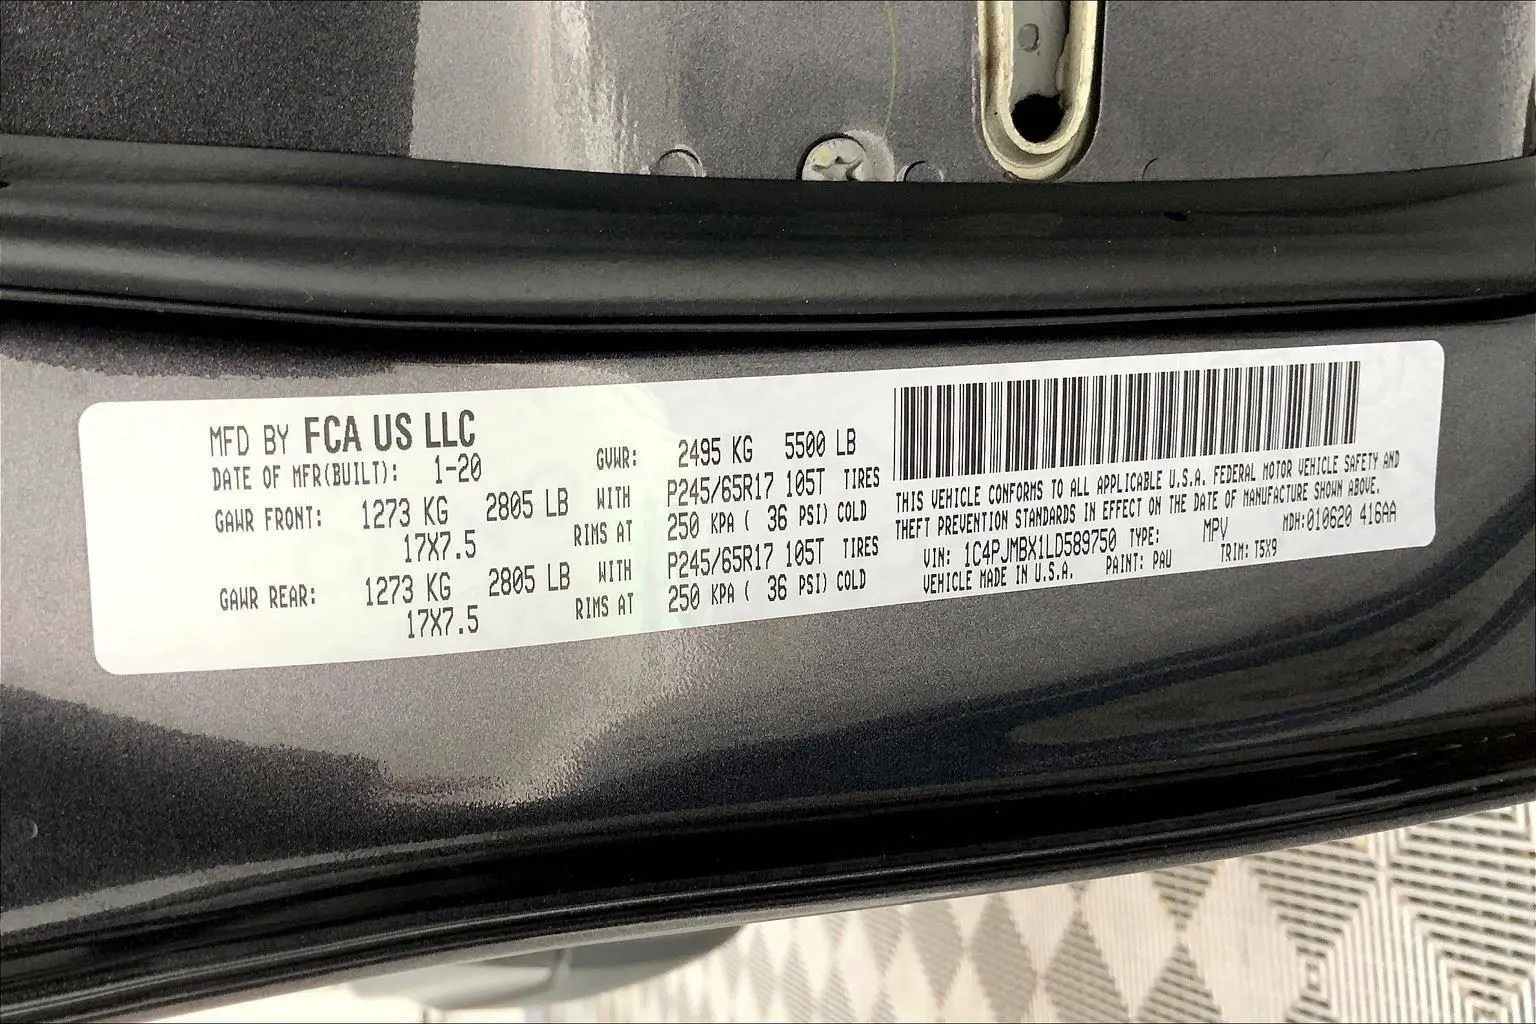 MFD BY FCA US LLC
DATE OF MFR(BUILT): 1-20
GVWR: 2495 KG 5500 LB
GAWR FRONT: 1273 KG 2805 LB WITH P245/65R17 105T TIRES
17X7.5 RIMS AT 250 KPA ( 36 PSI) COLD
GAWR REAR: 1273 KG 2805 LB WITH P245/65R17 105T TIRES
17X7.5 RIMS AT 250 KPA ( 36 PSI) COLD
THIS VEHICLE CONFORMS TO ALL APPLICABLE U.S.A. FEDERAL MOTOR VEHICLE SAFETY AND
THEFT PREVENTION STANDARDS IN EFFECT ON THE DATE OF MANUFACTURE SHOWN ABOVE.
VIN: 1C4PJMBX1LD589750 TYPE: MPV MDH:010620 416AA
VEHICLE MADE IN U.S.A. PAINT: PAU TRIM: T5X9